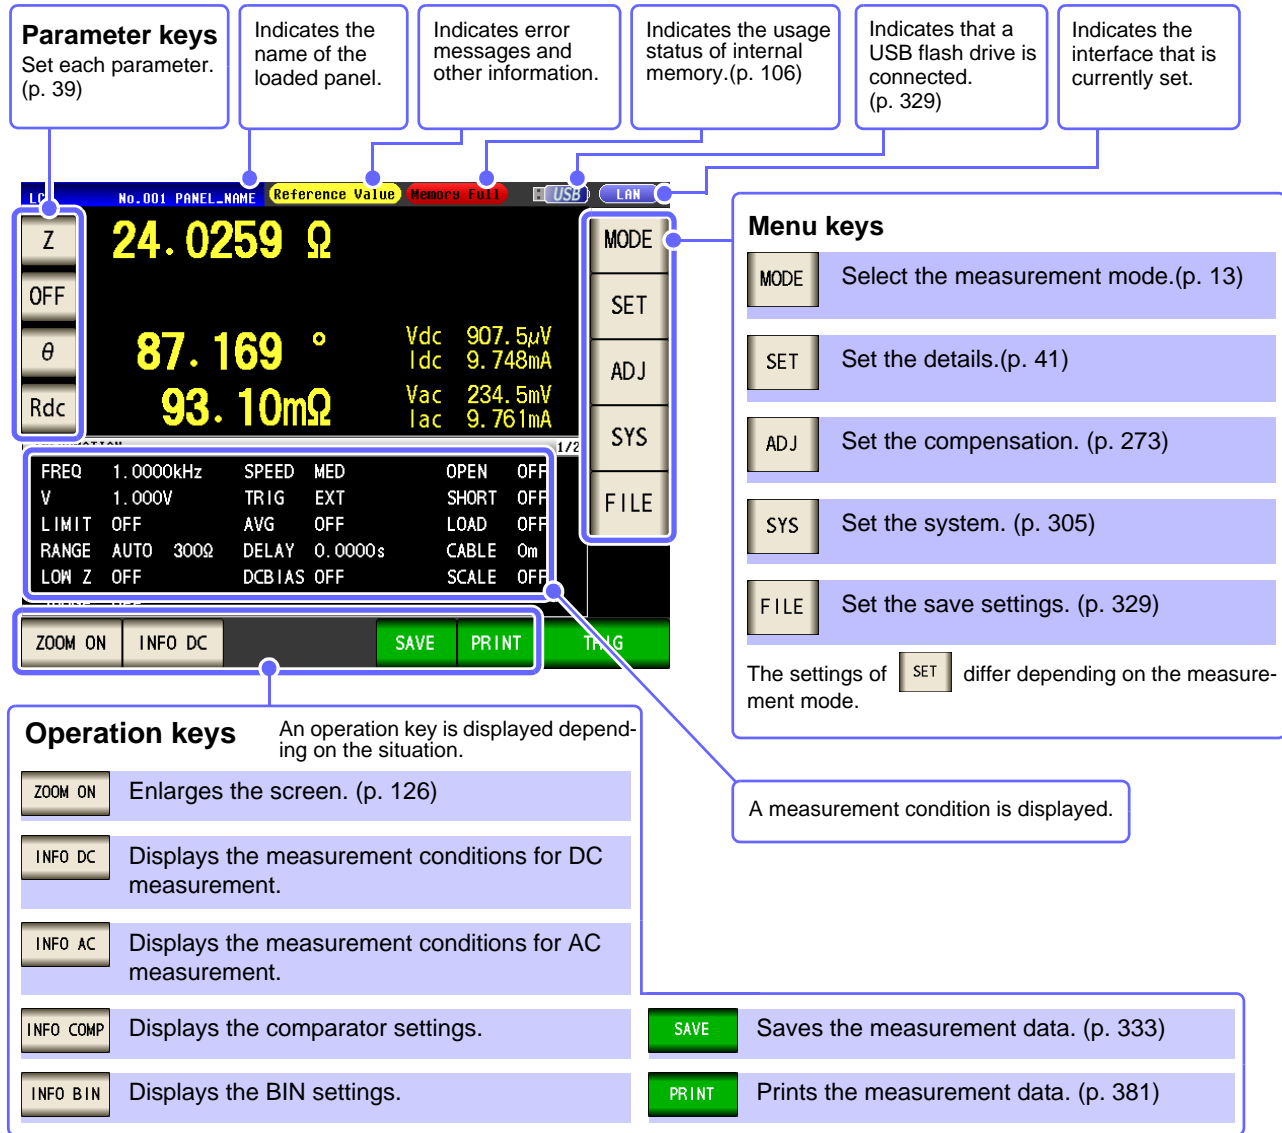 Parameter keys
Set each parameter.
(p. 39)
Indicates the
name of the
loaded panel.
Indicates error
messages and
other information.
Indicates the usage
status of internal
memory.(p. 106)
Indicates that a
USB flash drive is
connected.
(p. 329)
Indicates the
interface that is
currently set.
No.001 PANEL_NAME Reference Value Memory Full USB LAN
Z
OFF
θ
Rdc
24.0259 Ω
87.169 °
93.10mΩ
Vdc 907.5μV
Idc 9.748mA
Vac 234.5mV
Iac 9.761mA
MODE
SET
ADJ
SYS
FILE
1/2
FREQ 1.0000kHz SPEED MED OPEN OFF
V 1.000V TRIG EXT SHORT OFF
LIMIT OFF AVG OFF LOAD OFF
RANGE AUTO 300Ω DELAY 0.0000s CABLE 0m
LOW Z OFF DCBIAS OFF SCALE OFF
ZOOM ON INFO DC SAVE PRINT TRIG
Menu keys
MODE Select the measurement mode.(p. 13)
SET Set the details.(p. 41)
ADJ Set the compensation. (p. 273)
SYS Set the system. (p. 305)
FILE Set the save settings. (p. 329)
The settings of SET differ depending on the measure-
ment mode.
A measurement condition is displayed.
Operation keys
An operation key is displayed depend-
ing on the situation.
ZOOM ON Enlarges the screen. (p. 126)
INFO DC Displays the measurement conditions for DC
measurement.
INFO AC Displays the measurement conditions for AC
measurement.
INFO COMP Displays the comparator settings.
INFO BIN Displays the BIN settings.
SAVE Saves the measurement data. (p. 333)
PRINT Prints the measurement data. (p. 381)